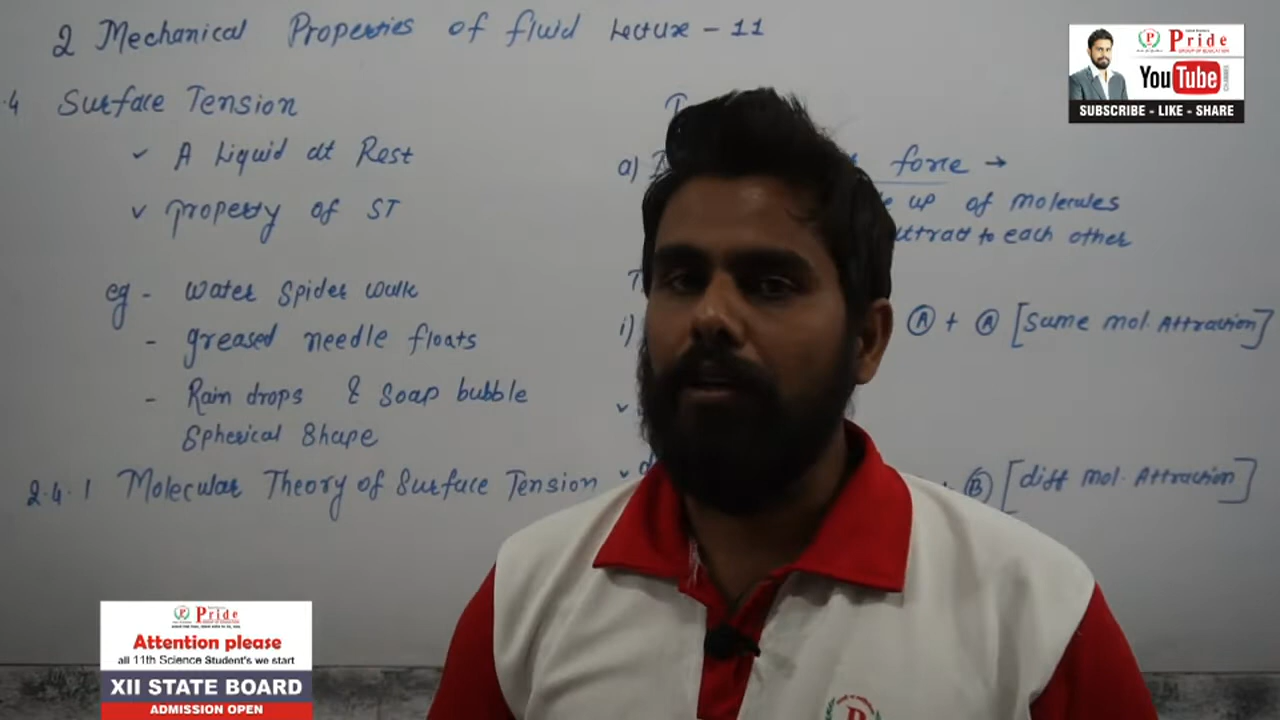 2 Mechanical Properties of fluid Lecture - 11
.4 Surface Tension
✓ A Liquid at Rest
✓ Property of ST
eg - water spider walk
- greased needle floats
- Rain drops & Soap bubble
Spherical Shape
2.4.1 Molecular Theory of Surface Tension
a)
force →
up of molecules
attract to each other
i)
Ⓐ + Ⓐ [Same mol. Attraction]
+ Ⓑ [diff mol. Attraction]
Pride
GROUP OF EDUCATION
YouTube
SUBSCRIBE - LIKE - SHARE
Pride
Attention please
all 11th Science Student's we start
XII STATE BOARD
ADMISSION OPEN
P